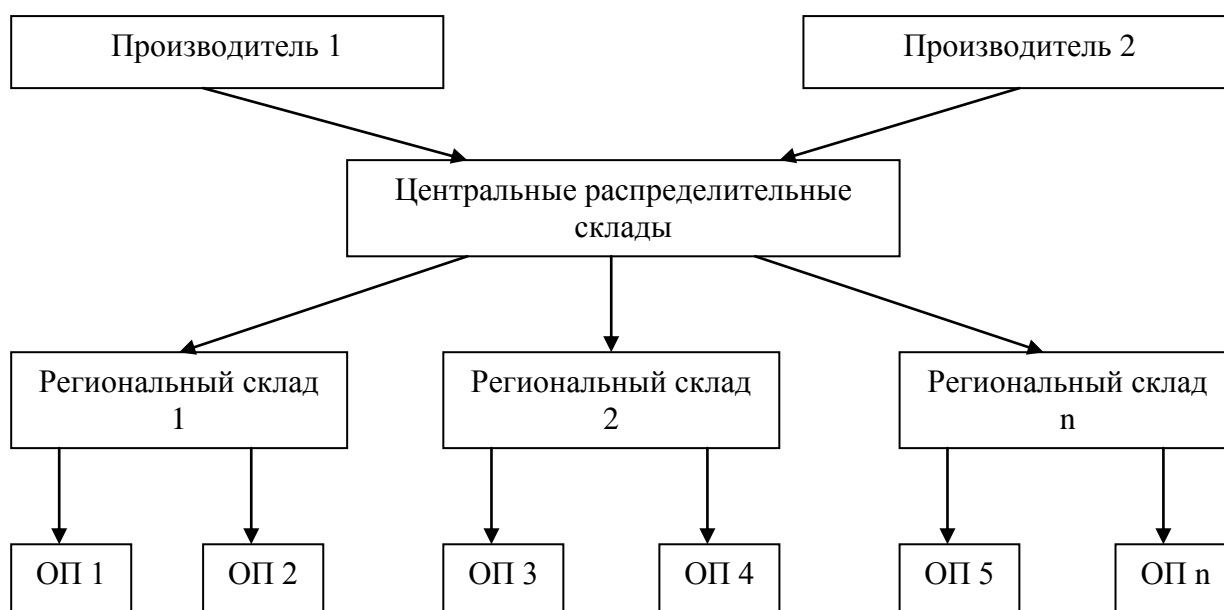 Производитель 1
Производитель 2
Центральные распределительные
склады
Региональный склад
1
Региональный склад
2
Региональный склад
n
ОП 1
ОП 2
ОП 3
ОП 4
ОП 5
ОП n